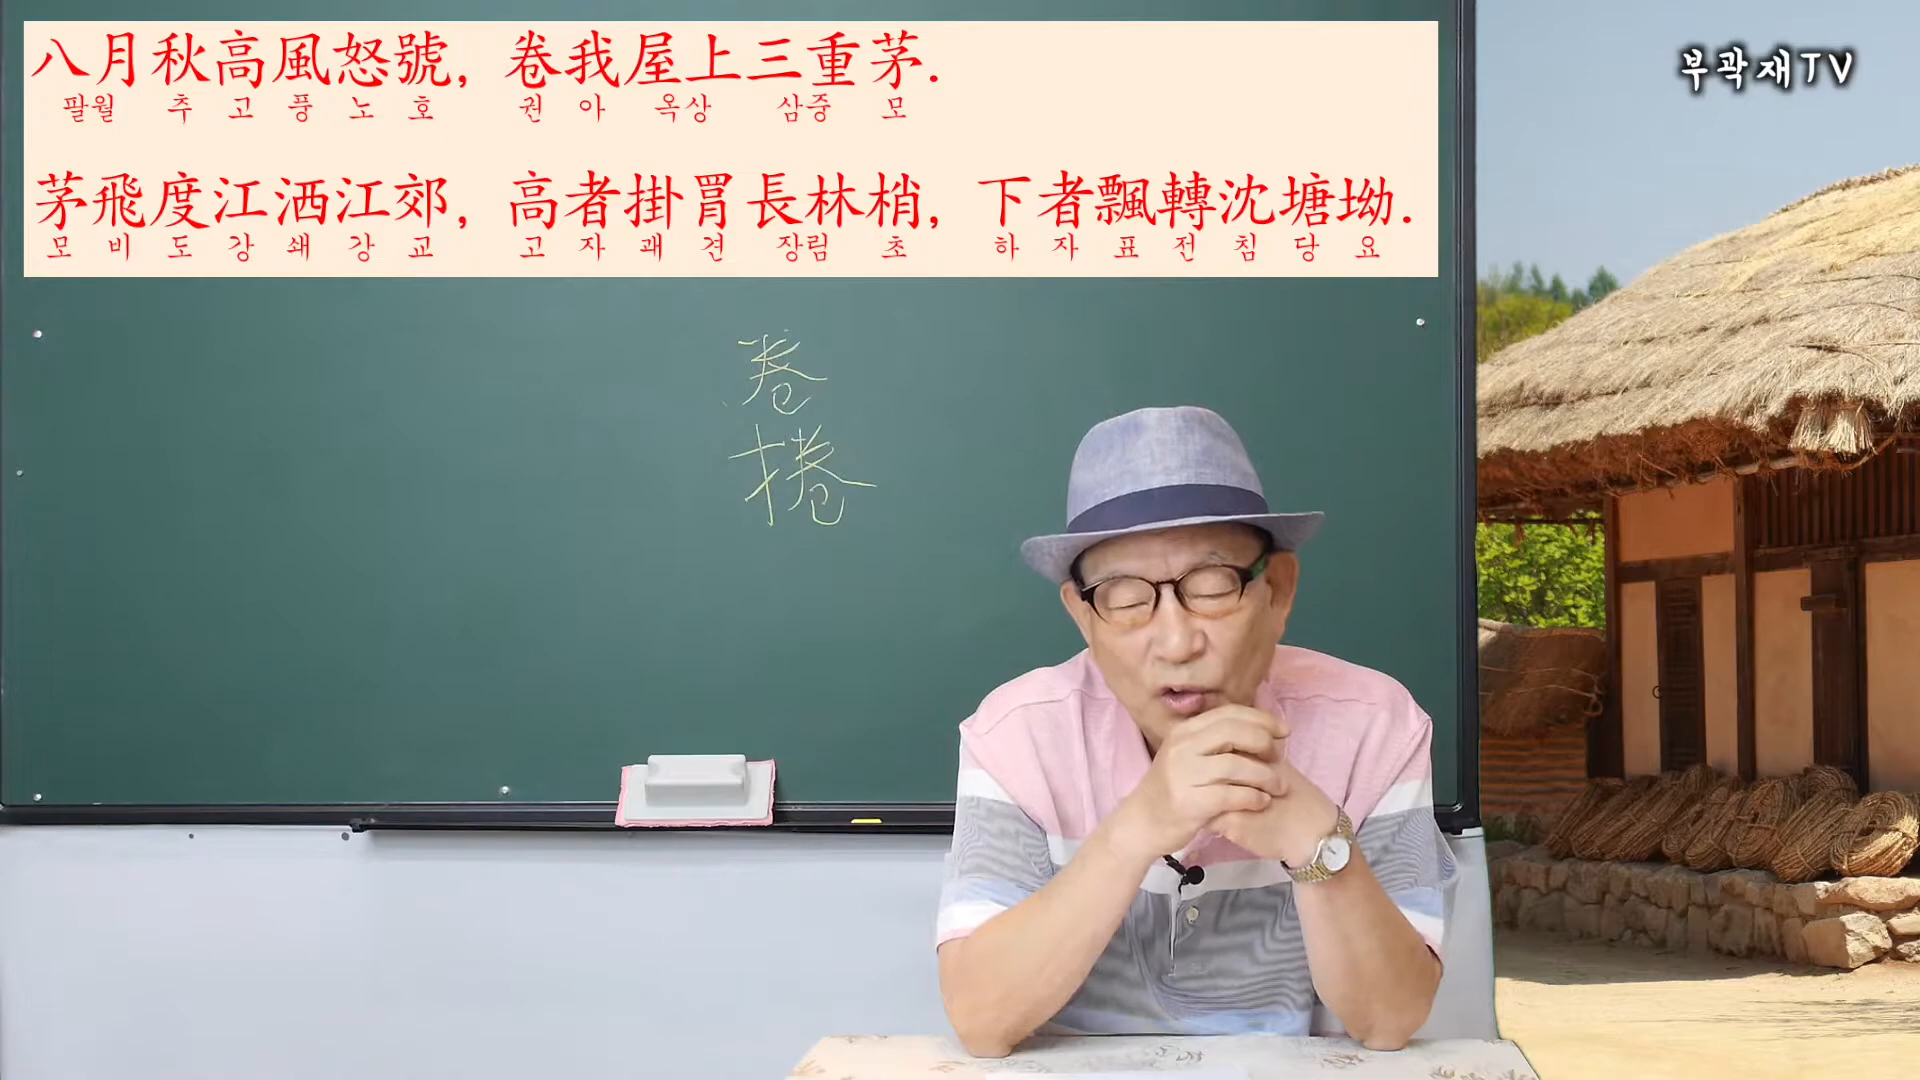 八月秋高風怒號, 卷我屋上三重茅.
팔월 추 고 풍 노 호 권 아 옥상 삼중 모
茅飛度江洒江郊, 高者掛罥長林梢, 下者飄轉沈塘坳.
모 비 도 강 쇄 강 교 고 자 괘 견 장림 초 하 자 표 전 침 당 요
부곽재TV
卷
捲